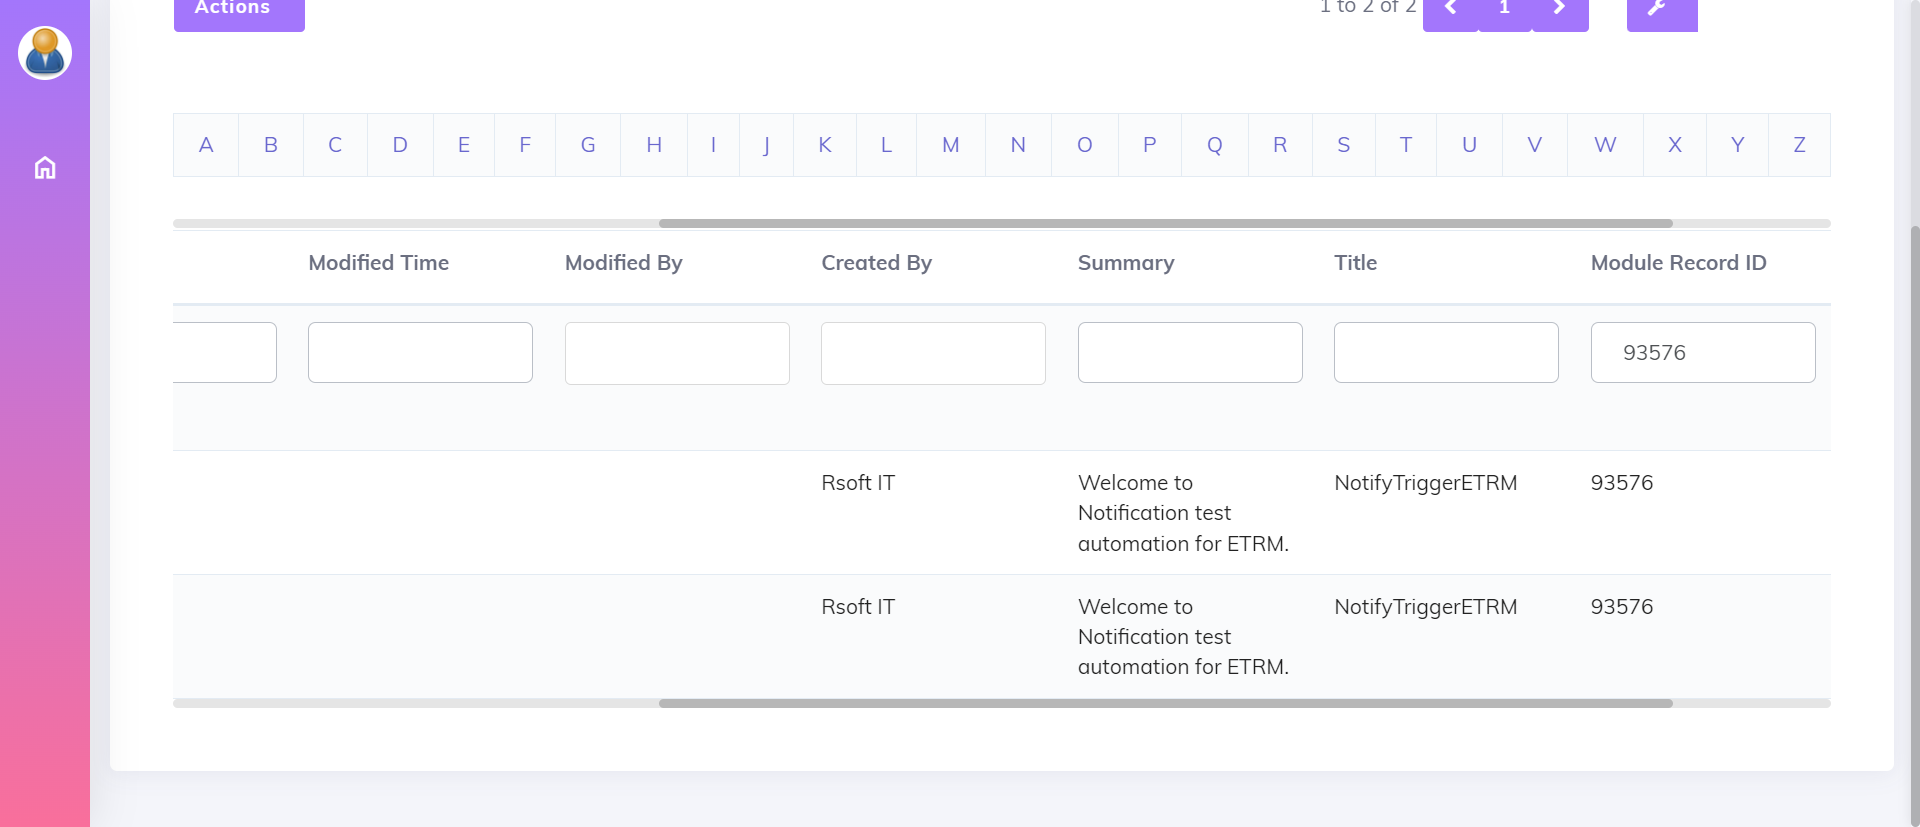 Actions
1 to 2 of 2
1
A B C D E F G H I J K L M N O P Q R S T U V W X Y Z
Modified Time Modified By Created By Summary Title Module Record ID
93576
Rsoft IT Welcome to NotifyTriggerETRM 93576
Notification test
automation for ETRM.
Rsoft IT Welcome to NotifyTriggerETRM 93576
Notification test
automation for ETRM.